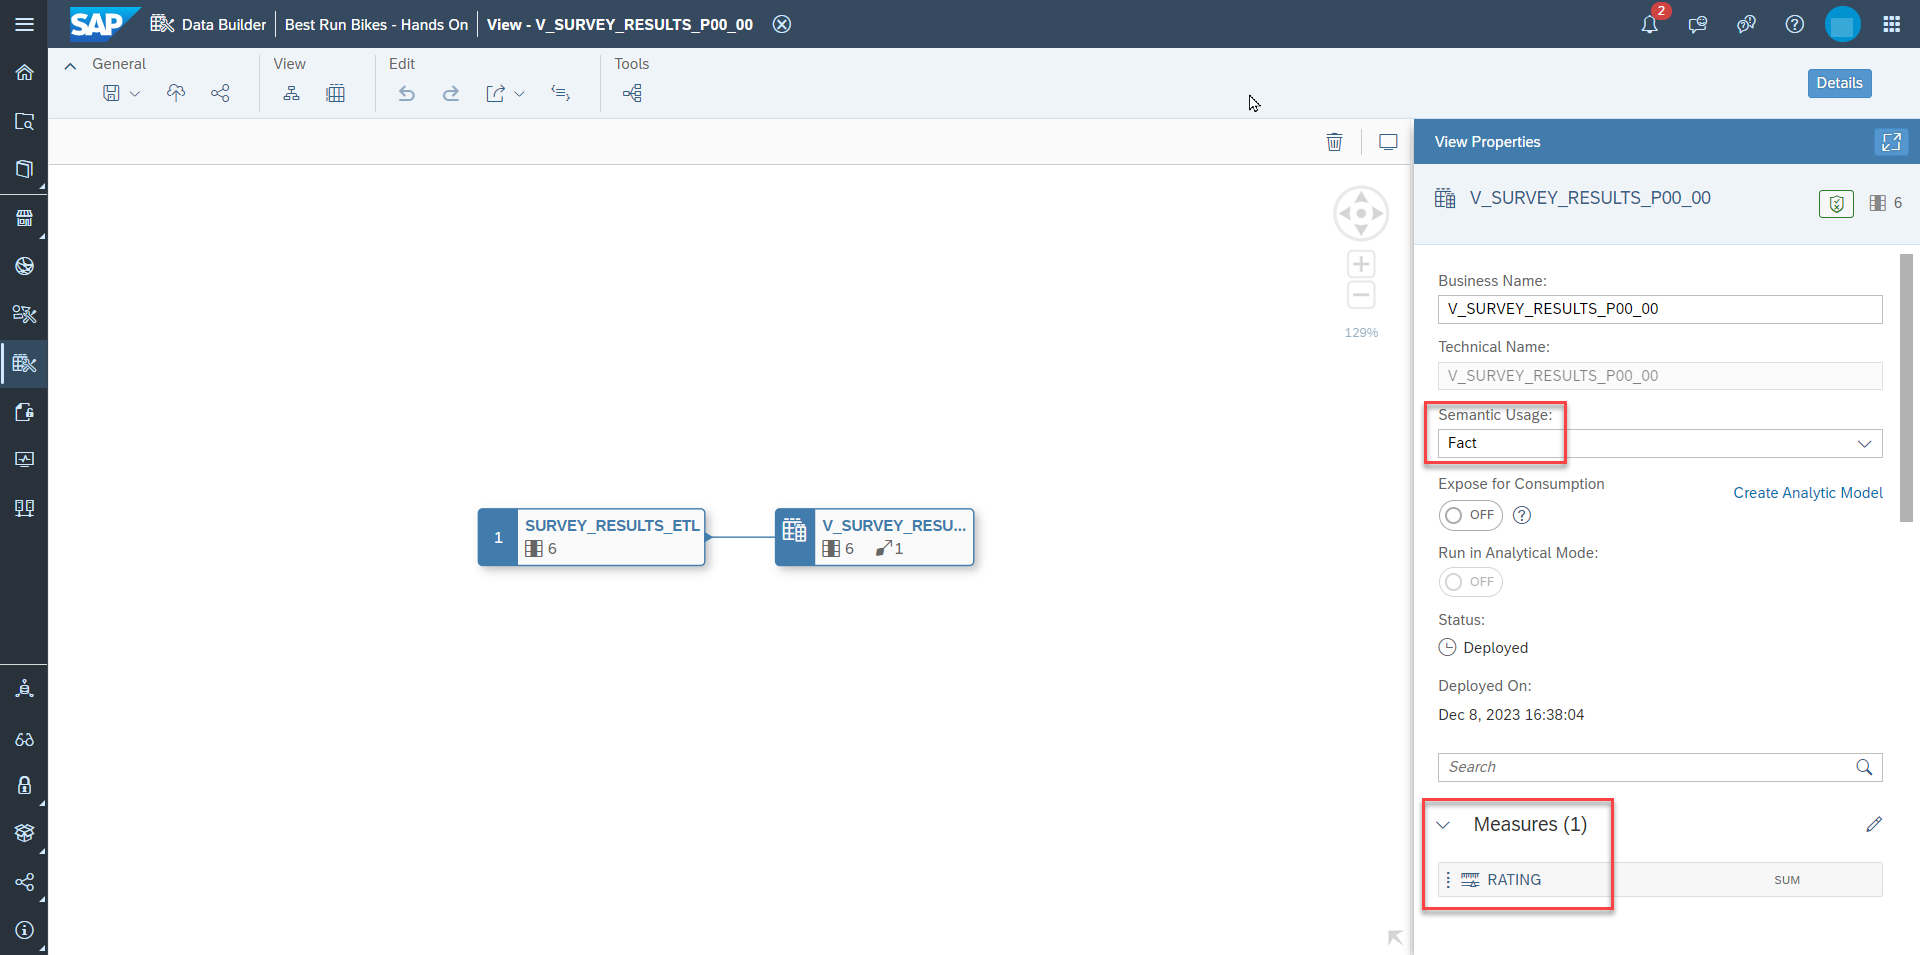 SAP Data Builder Best Run Bikes - Hands On View - V_SURVEY_RESULTS_P00_00 2
General View Edit Tools
Details
View Properties
V_SURVEY_RESULTS_P00_00 6
129%
Business Name:
V_SURVEY_RESULTS_P00_00
Technical Name:
V_SURVEY_RESULTS_P00_00
Semantic Usage:
Fact
Expose for Consumption
Create Analytic Model
OFF
Run in Analytical Mode:
OFF
1 SURVEY_RESULTS_ETL
6
V_SURVEY_RESU...
6 1
Status:
Deployed
Deployed On:
Dec 8, 2023 16:38:04
Search
Measures (1)
RATING SUM